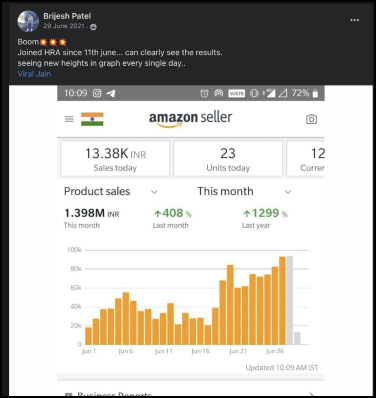 Brijesh Patel
29 June 2021 ·
Boom
Joined HRA since 11th june... can clearly see the results.
seeing new heights in graph every single day..
Viral Jain
10:09
72%
amazon seller
13.38K INR
Sales today
23
Units today
12
Curren
Product sales
This month
1.398M INR
This month
↑408 %
Last month
↑1299 %
Last year
100k
80k
60k
40k
20k
0
Jun 1
Jun 6
Jun 11
Jun 16
Jun 21
Jun 26
Updated 10:09 AM IST
Business Reports